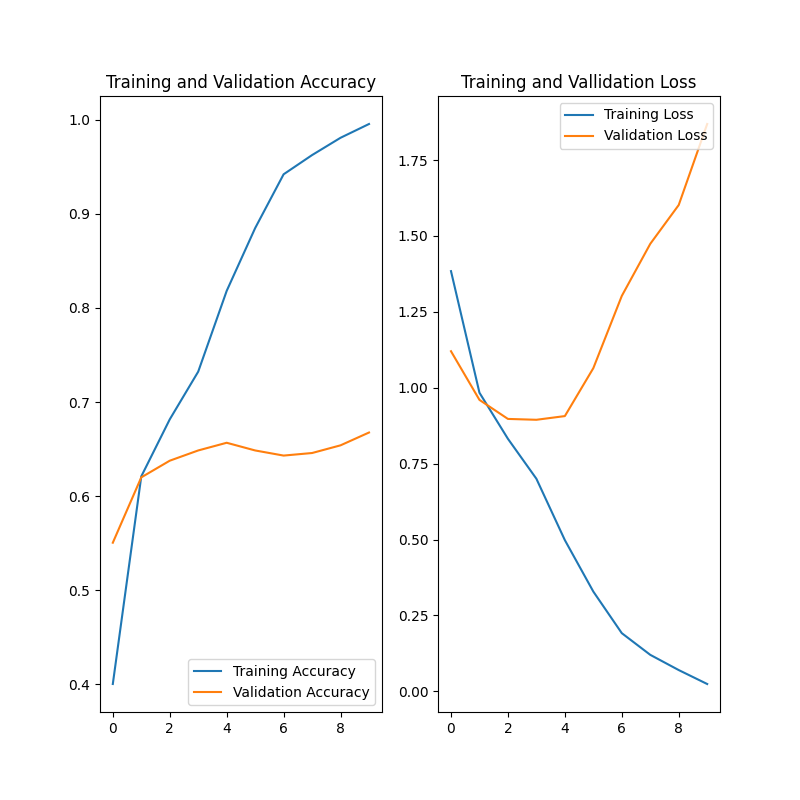 Training and Validation Accuracy
1.0
0.9
0.8
0.7
0.6
0.5
0.4
0 2 4 6 8
Training Accuracy
Validation Accuracy
Training and Vallidation Loss
1.75
1.50
1.25
1.00
0.75
0.50
0.25
0.00
0 2 4 6 8
Training Loss
Validation Loss